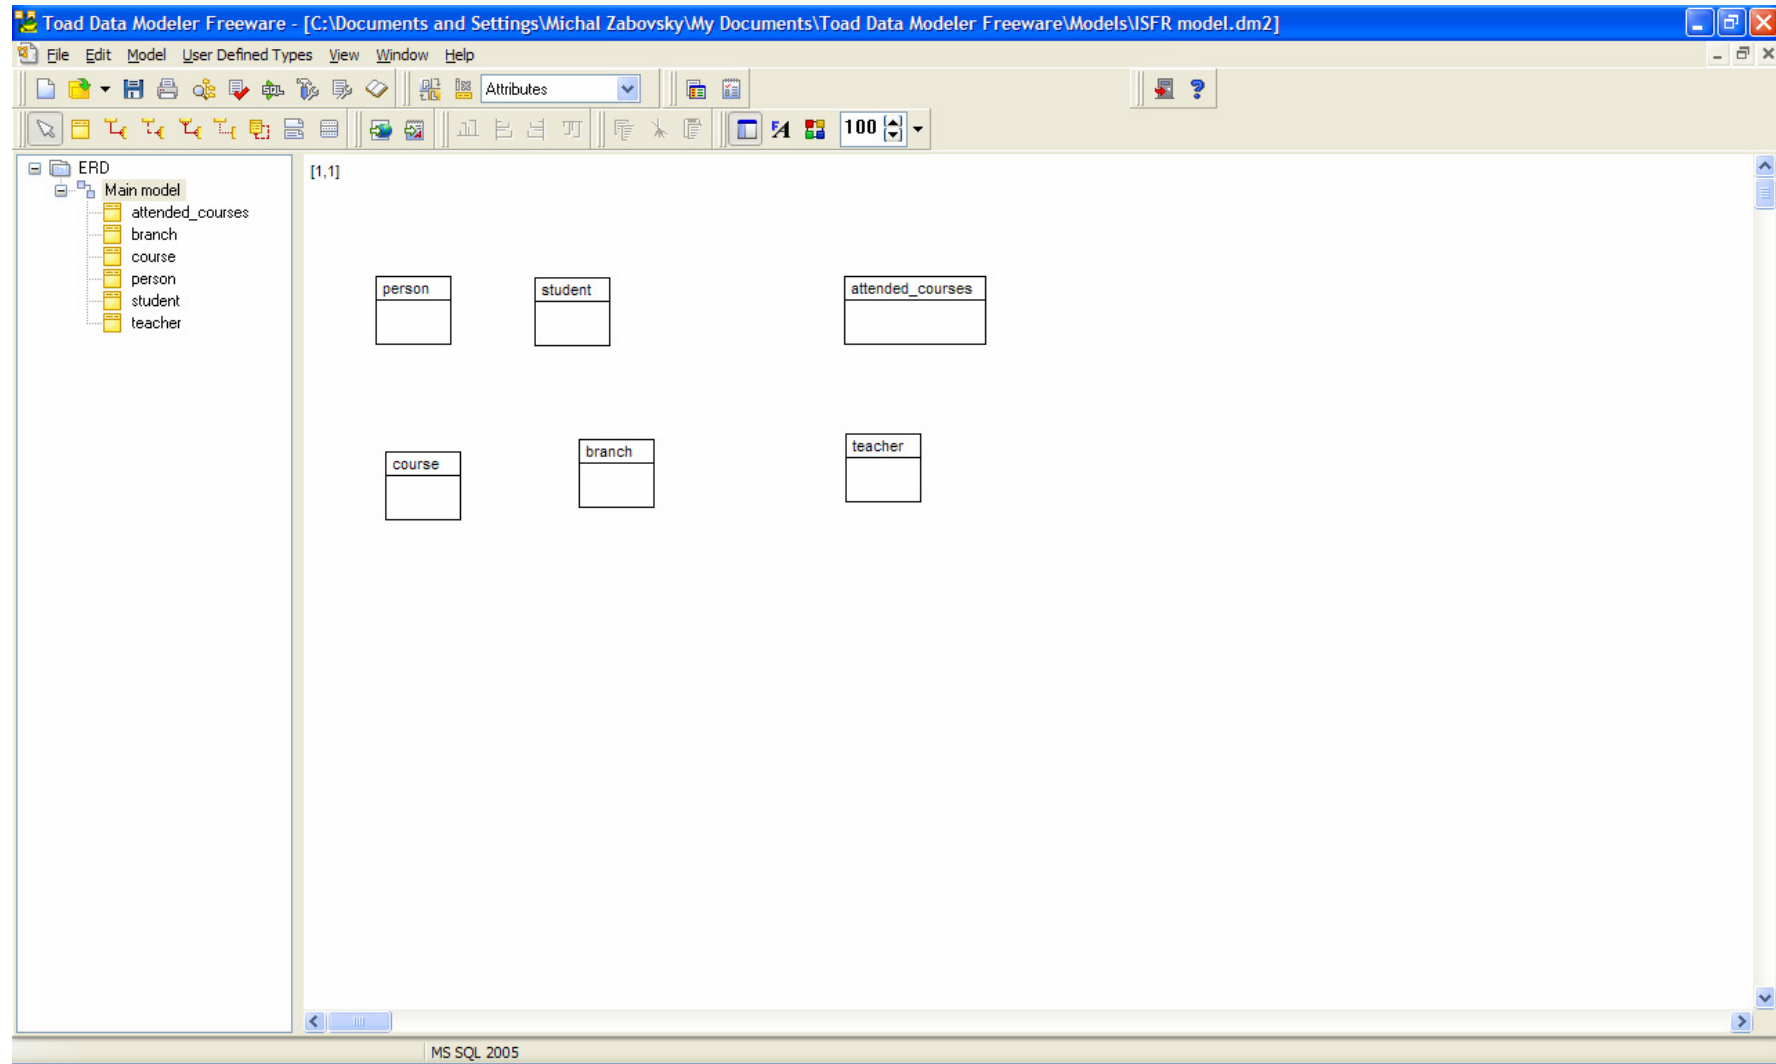 Toad Data Modeler Freeware - [C:\Documents and Settings\Michal Zabovsky\My Documents\Toad Data Modeler Freeware\Models\ISFR model.dm2]
File Edit Model User Defined Types View Window Help
SQL Attributes
100
ERD
Main model
attended_courses
branch
course
person
student
teacher
[1,1]
person student attended_courses
course branch teacher
MS SQL 2005